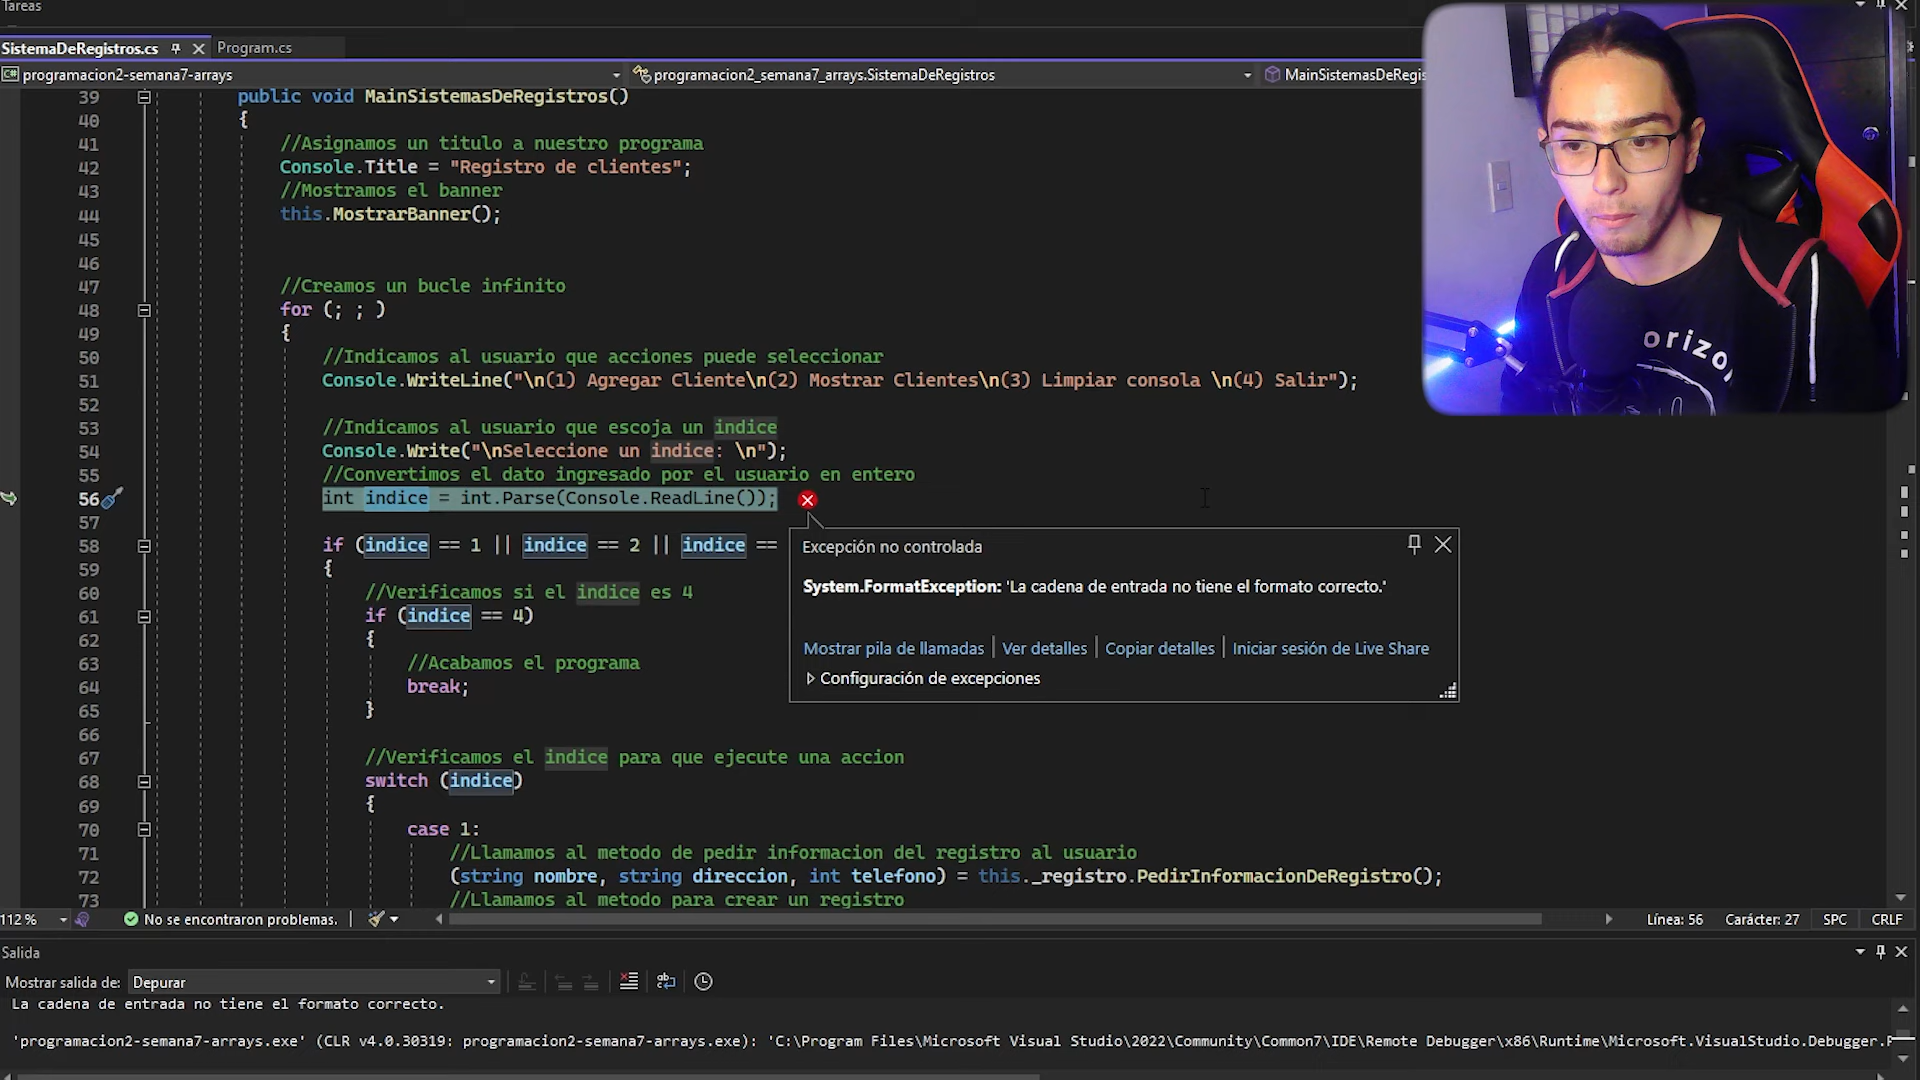 Tareas
SistemaDeRegistros.cs
Program.cs
programacion2-semana7-arrays
programacion2_semana7_arrays.SistemaDeRegistros
MainSistemasDeRegis
39 public void MainSistemasDeRegistros()
40 {
41 //Asignamos un titulo a nuestro programa
42 Console.Title = "Registro de clientes";
43 //Mostramos el banner
44 this.MostrarBanner();
45
46
47 //Creamos un bucle infinito
48 for (; ; )
49 {
50 //Indicamos al usuario que acciones puede seleccionar
51 Console.WriteLine("\n(1) Agregar Cliente\n(2) Mostrar Clientes\n(3) Limpiar consola \n(4) Salir");
52
53 //Indicamos al usuario que escoja un indice
54 Console.Write("\nSeleccione un indice: \n");
55 //Convertimos el dato ingresado por el usuario en entero
56 int indice = int.Parse(Console.ReadLine());
57
58 if (indice == 1 || indice == 2 || indice ==
59 {
60 //Verificamos si el indice es 4
61 if (indice == 4)
62 {
63 //Acabamos el programa
64 break;
65 }
66
67 //Verificamos el indice para que ejecute una accion
68 switch (indice)
69 {
70 case 1:
71 //Llamamos al metodo de pedir informacion del registro al usuario
72 (string nombre, string direccion, int telefono) = this._registro.PedirInformacionDeRegistro();
73 //Llamamos al metodo para crear un registro
Excepción no controlada
System.FormatException: 'La cadena de entrada no tiene el formato correcto.'
Mostrar pila de llamadas | Ver detalles | Copiar detalles | Iniciar sesión de Live Share
Configuración de excepciones
orizon
112 %
No se encontraron problemas.
Línea: 56 Carácter: 27 SPC CRLF
Salida
Mostrar salida de: Depurar
La cadena de entrada no tiene el formato correcto.
'programacion2-semana7-arrays.exe' (CLR v4.0.30319: programacion2-semana7-arrays.exe): 'C:\Program Files\Microsoft Visual Studio\2022\Community\Common7\IDE\Remote Debugger\x86\Runtime\Microsoft.VisualStudio.Debugger.